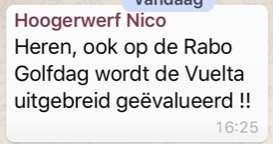 Vandaag
Hoogerwerf Nico
Heren, ook op de Rabo
Golfdag wordt de Vuelta
uitgebreid geëvalueerd !!
16:25